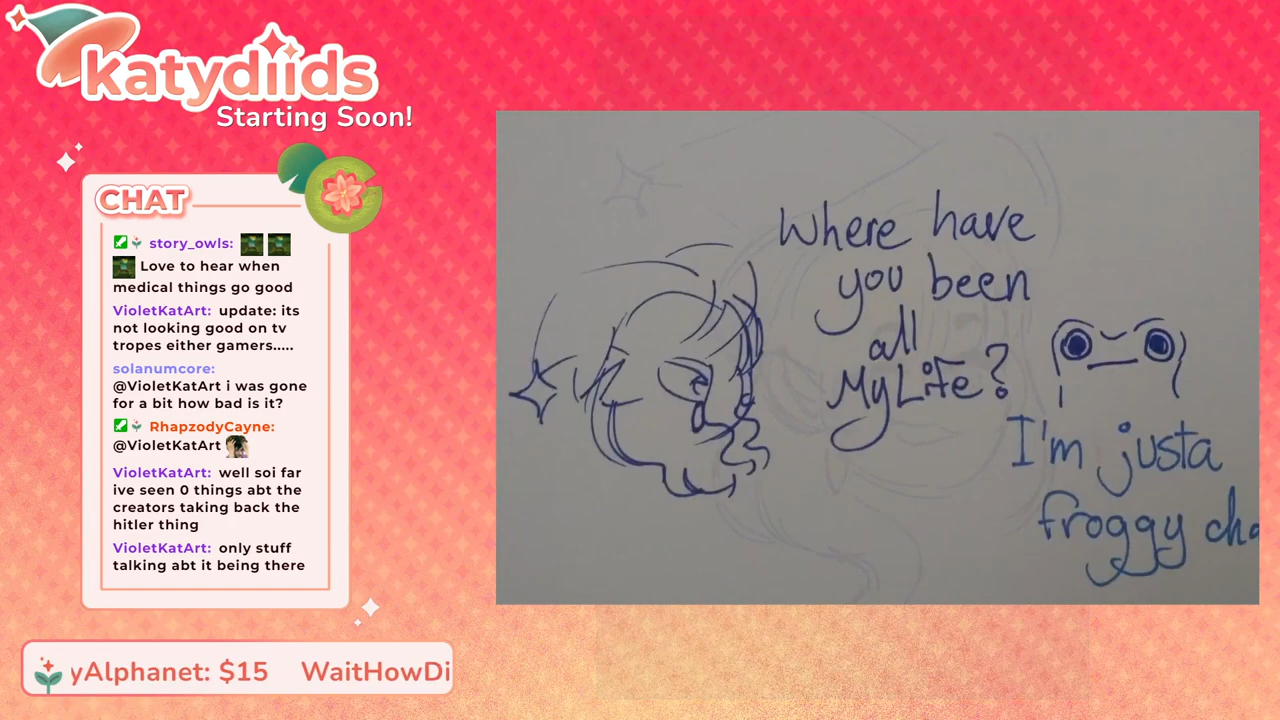 Katydiids
Starting Soon!
CHAT
story_owls:
Love to hear when
medical things go good
VioletKatArt: update: its
not looking good on tv
tropes either gamers.....
solanumcore:
@VioletKatArt i was gone
for a bit how bad is it?
RhapzodyCayne:
@VioletKatArt
VioletKatArt: well soi far
ive seen 0 things abt the
creators taking back the
hitler thing
VioletKatArt: only stuff
talking abt it being there
yAlphanet: $15 WaitHowDi
Where have
you been
all
My Life?
I'm justa
froggy cha